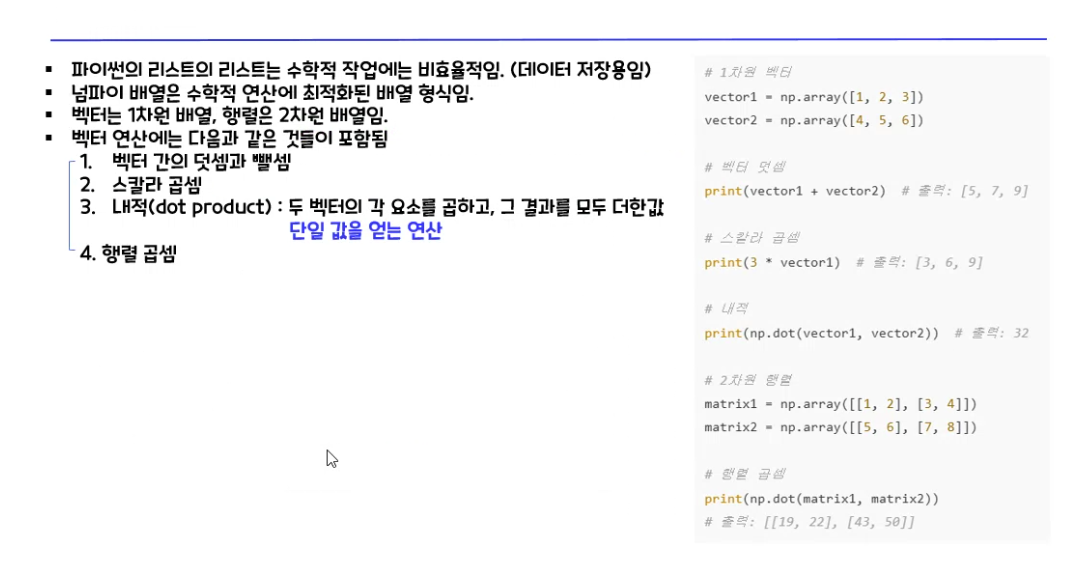 ▪ 파이썬의 리스트의 리스트는 수학적 작업에는 비효율적임. (데이터 저장용임)
▪ 넘파이 배열은 수학적 연산에 최적화된 배열 형식임.
▪ 벡터는 1차원 배열, 행렬은 2차원 배열임.
▪ 벡터 연산에는 다음과 같은 것들이 포함됨
1. 벡터 간의 덧셈과 뺄셈
2. 스칼라 곱셈
3. 내적(dot product) : 두 벡터의 각 요소를 곱하고, 그 결과를 모두 더한값
단일 값을 얻는 연산
4. 행렬 곱셈
# 1차원 벡터
vector1 = np.array([1, 2, 3])
vector2 = np.array([4, 5, 6])
# 벡터 덧셈
print(vector1 + vector2)  # 출력: [5, 7, 9]
# 스칼라 곱셈
print(3 * vector1)  # 출력: [3, 6, 9]
# 내적
print(np.dot(vector1, vector2))  # 출력: 32
# 2차원 행렬
matrix1 = np.array([[1, 2], [3, 4]])
matrix2 = np.array([[5, 6], [7, 8]])
# 행렬 곱셈
print(np.dot(matrix1, matrix2))
# 출력: [[19, 22], [43, 50]]